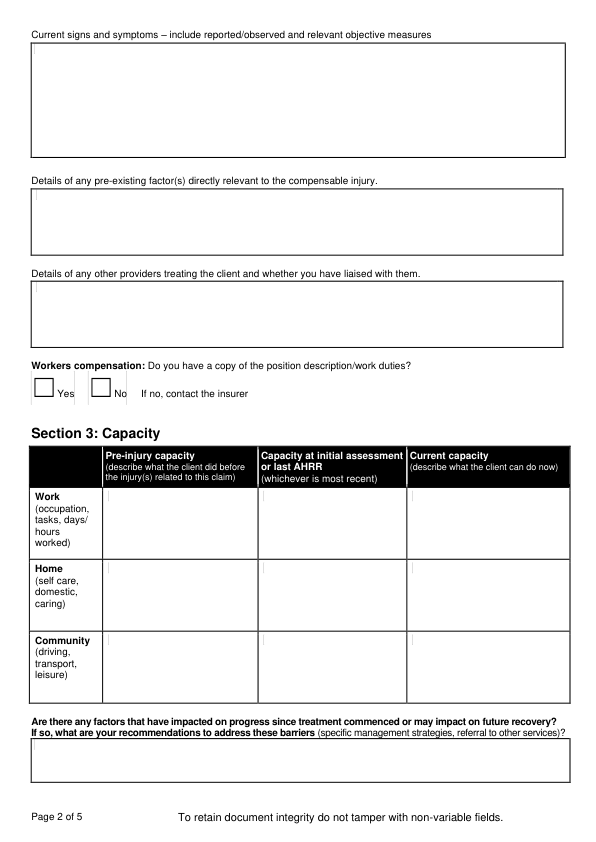 Current signs and symptoms – include reported/observed and relevant objective measures
Details of any pre-existing factor(s) directly relevant to the compensable injury.
Details of any other providers treating the client and whether you have liaised with them.
Workers compensation: Do you have a copy of the position description/work duties?
Yes No If no, contact the insurer
Section 3: Capacity
Pre-injury capacity
(describe what the client did before
the injury(s) related to this claim)
Capacity at initial assessment
or last AHRR
(whichever is most recent)
Current capacity
(describe what the client can do now)
Work
(occupation,
tasks, days/
hours
worked)
Home
(self care,
domestic,
caring)
Community
(driving,
transport,
leisure)
Are there any factors that have impacted on progress since treatment commenced or may impact on future recovery?
If so, what are your recommendations to address these barriers (specific management strategies, referral to other services)?
Page 2 of 5 To retain document integrity do not tamper with non-variable fields.